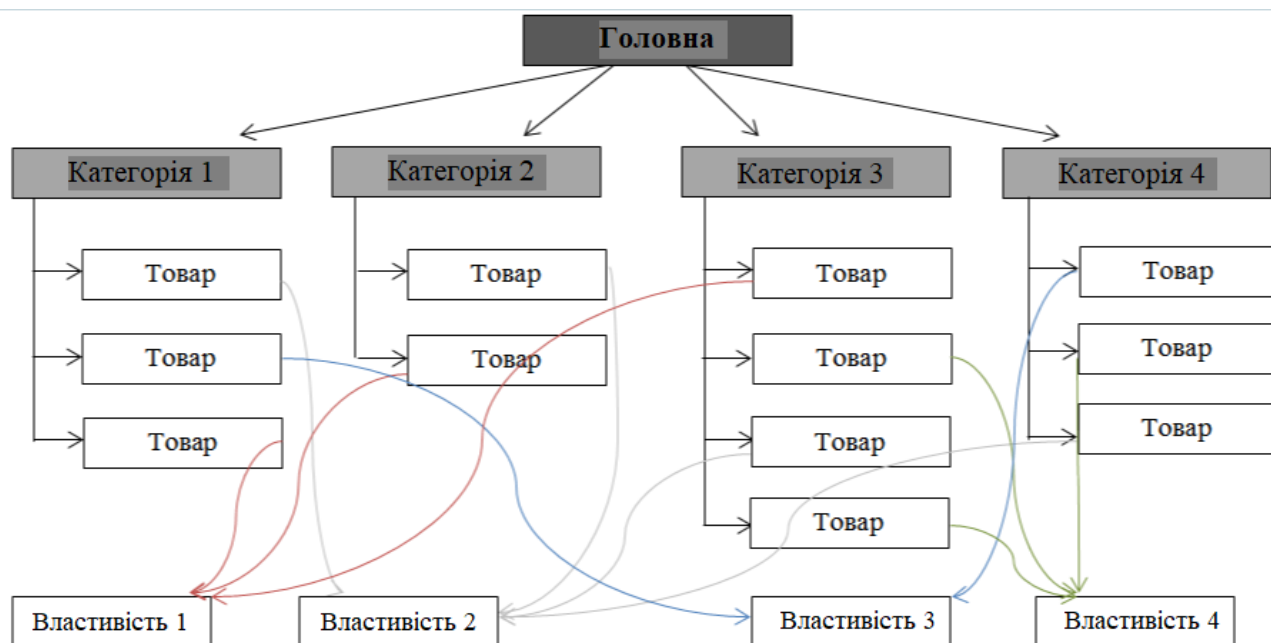 Головна
Категорія 1
Категорія 2
Категорія 3
Категорія 4
Товар
Товар
Товар
Товар
Товар
Товар
Товар
Товар
Товар
Товар
Товар
Товар
Властивість 1
Властивість 2
Властивість 3
Властивість 4